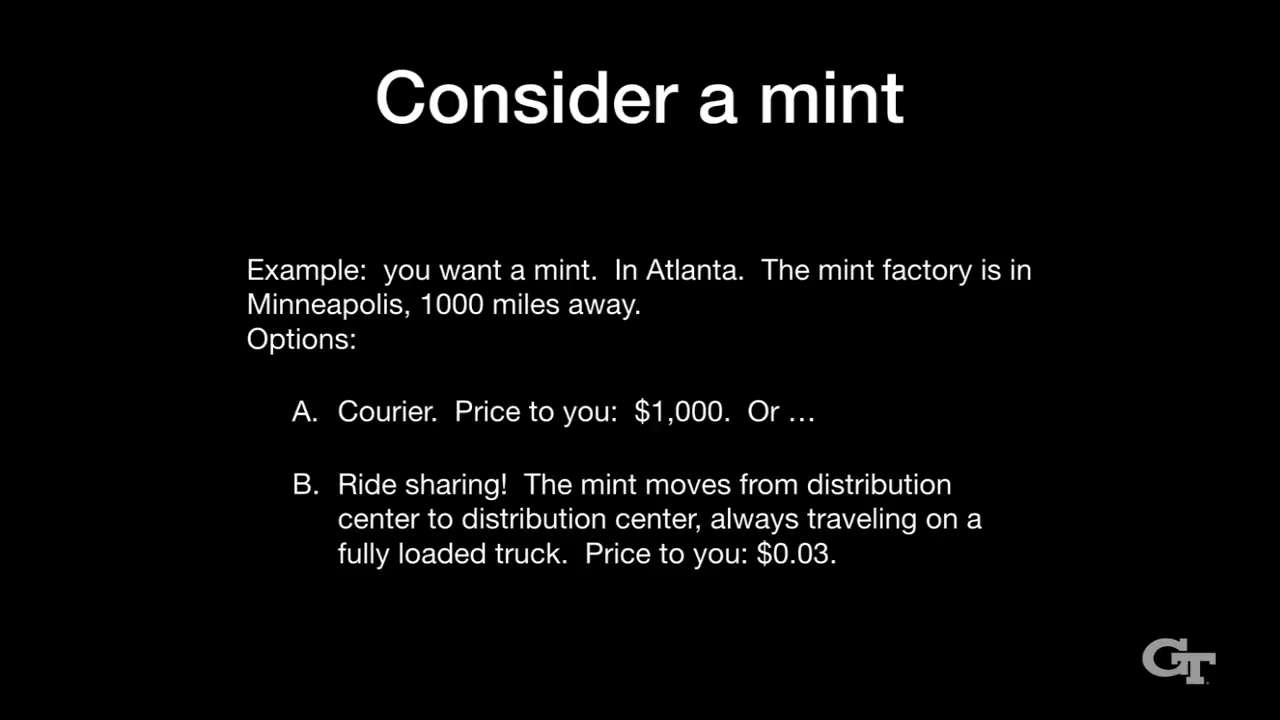 Consider a mint
Example:  you want a mint.  In Atlanta.  The mint factory is in
Minneapolis, 1000 miles away.
Options:
A.  Courier.  Price to you:  $1,000.  Or …
B.  Ride sharing!  The mint moves from distribution
center to distribution center, always traveling on a
fully loaded truck.  Price to you: $0.03.
GT